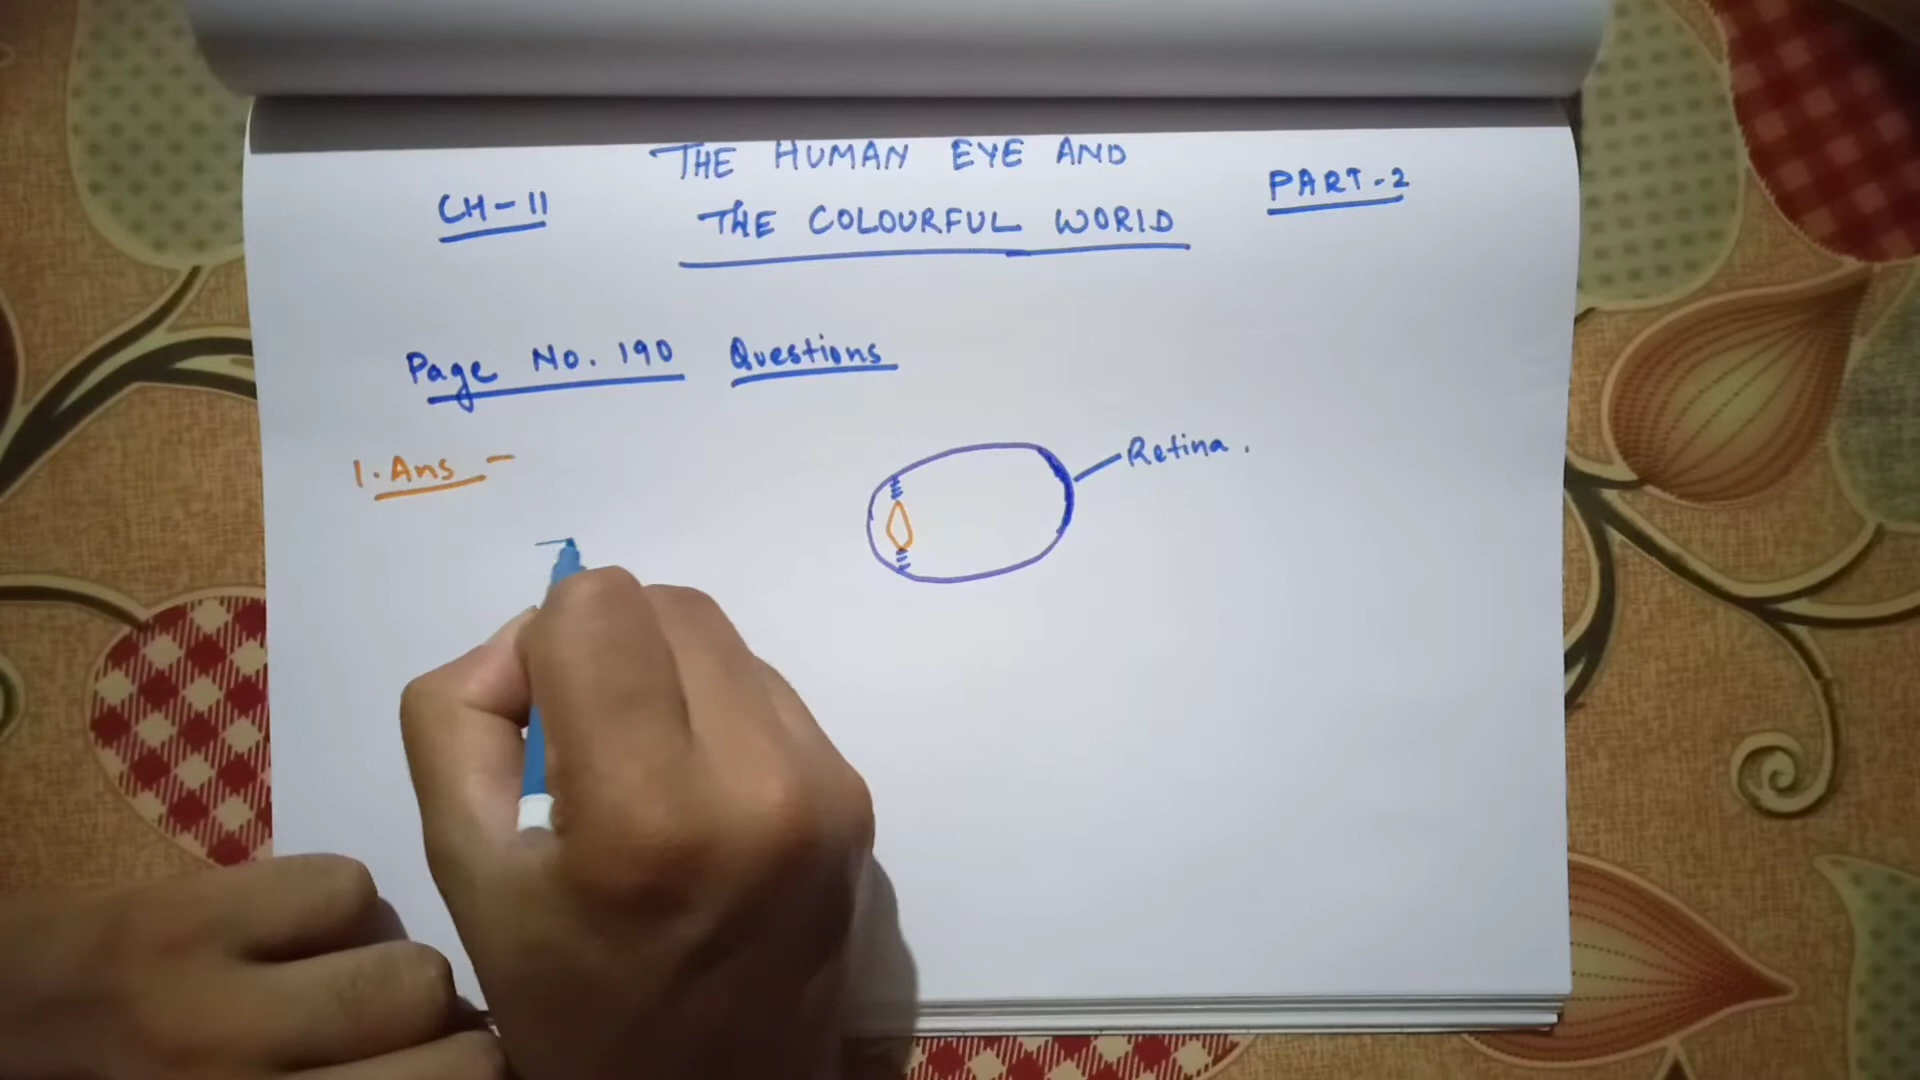 THE HUMAN EYE AND
CH-11
THE COLOURFUL WORLD
PART-2
Page No. 190 Questions
1. Ans -
Retina.